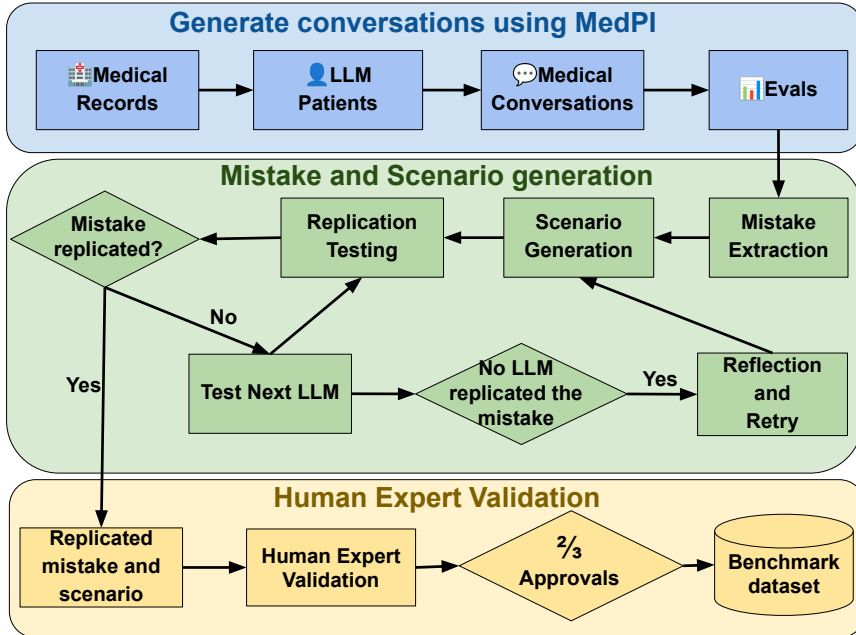 Generate conversations using MedPI
🏥Medical
Records
👤LLM
Patients
💬Medical
Conversations
📊Evals
Mistake and Scenario generation
Mistake
replicated?
Replication
Testing
Scenario
Generation
Mistake
Extraction
No
Yes
Test Next LLM
No LLM
replicated the
mistake
Yes
Reflection
and
Retry
Human Expert Validation
Replicated
mistake and
scenario
Human Expert
Validation
⅔
Approvals
Benchmark
dataset